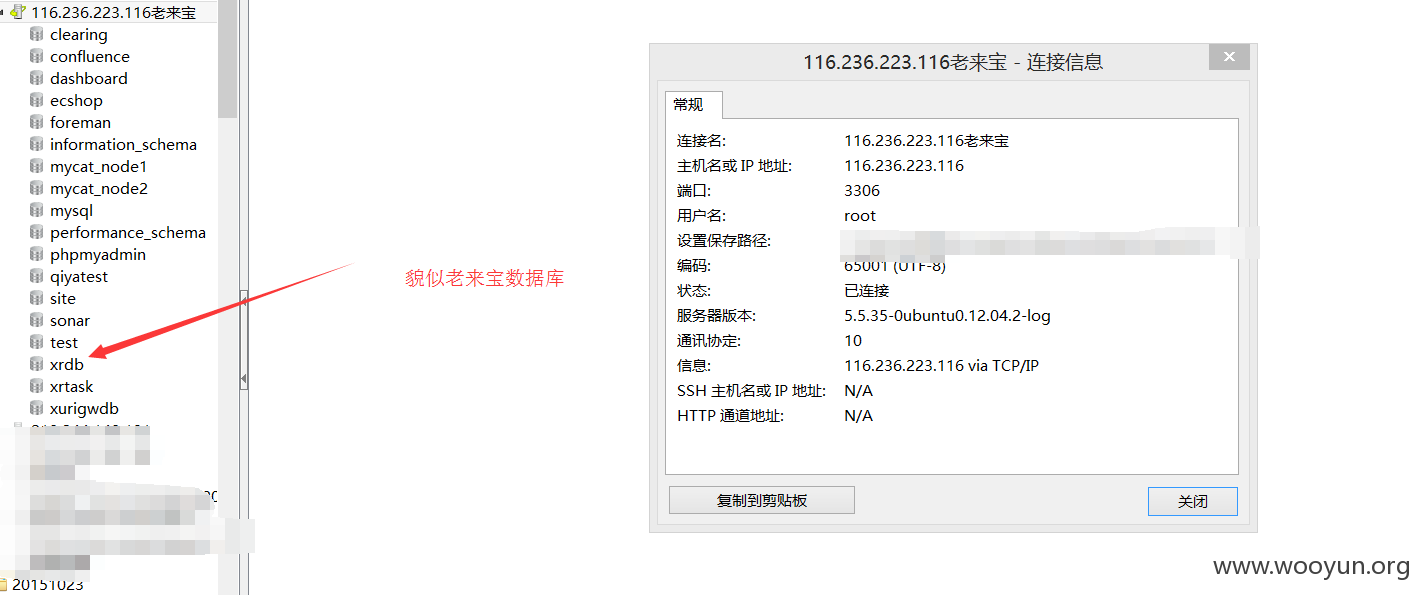 116.236.223.116老来宝
clearing
confluence
dashboard
ecshop
foreman
information_schema
mycat_node1
mycat_node2
mysql
performance_schema
phpmyadmin
qiyatest
site
sonar
test
xrdb
xrtask
xurigwdb
20151023
貌似老来宝数据库
116.236.223.116老来宝 - 连接信息
常规
连接名: 116.236.223.116老来宝
主机名或 IP 地址: 116.236.223.116
端口: 3306
用户名: root
设置保存路径:
编码: 65001 (UTF-8)
状态: 已连接
服务器版本: 5.5.35-0ubuntu0.12.04.2-log
通讯协定: 10
信息: 116.236.223.116 via TCP/IP
SSH 主机名或 IP 地址: N/A
HTTP 通道地址: N/A
复制到剪贴板
关闭
www.wooyun.org